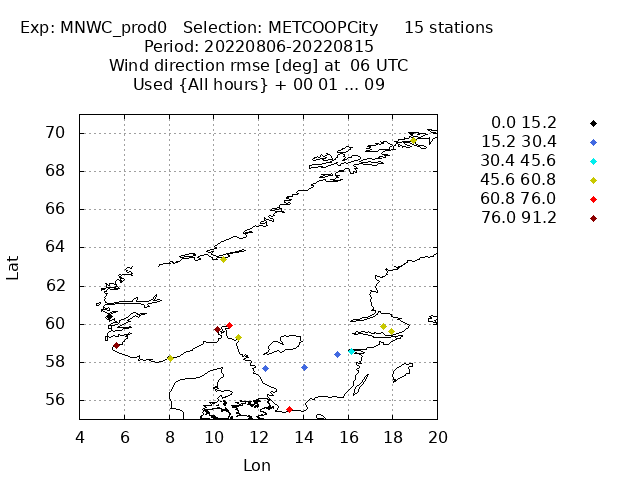 Exp: MNWC_prod0   Selection: METCOOPCity     15 stations
Period: 20220806-20220815
Wind direction rmse [deg] at  06 UTC
Used {All hours} + 00 01 ... 09
0.0 15.2
15.2 30.4
30.4 45.6
45.6 60.8
60.8 76.0
76.0 91.2
70
68
66
64
62
60
58
56
Lat
4 6 8 10 12 14 16 18 20
Lon